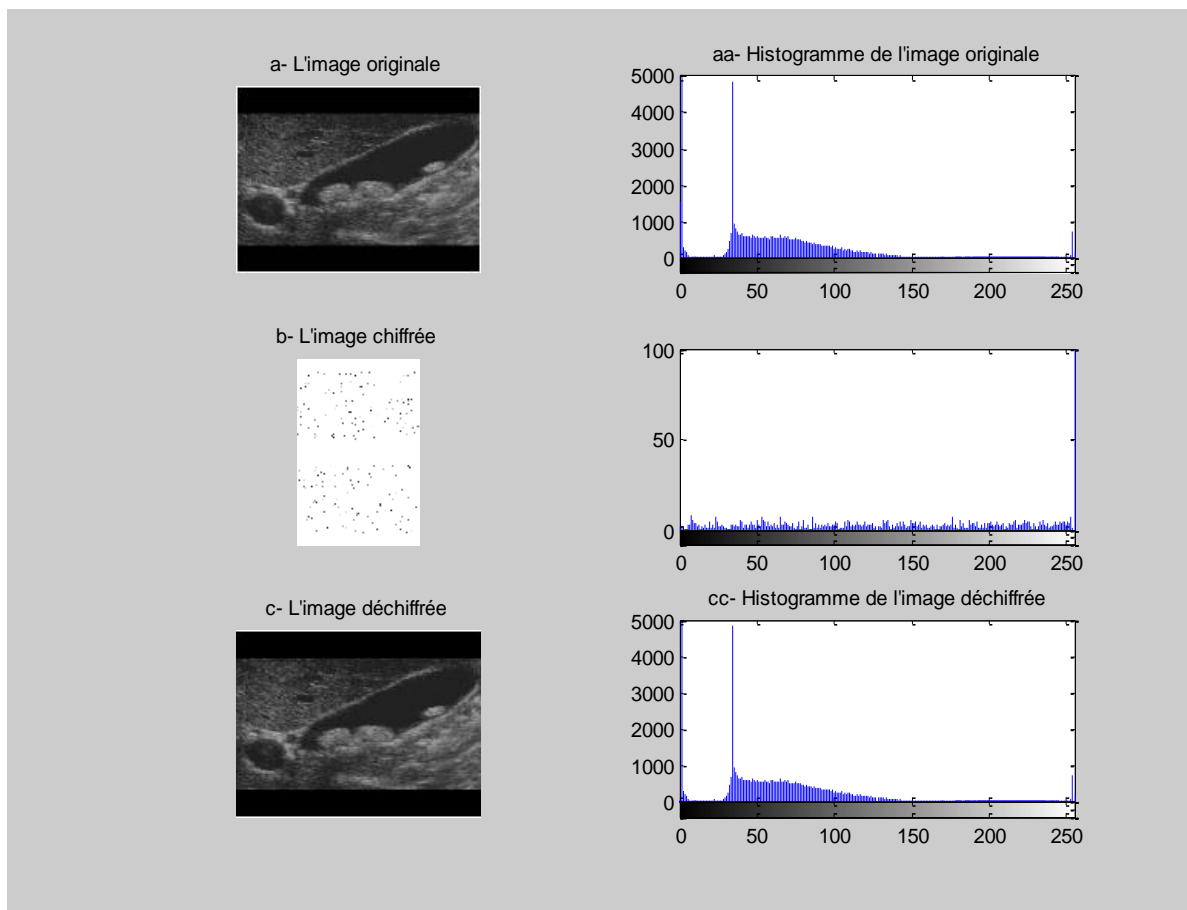 a- L'image originale
aa- Histogramme de l'image originale
5000
4000
3000
2000
1000
0
0 50 100 150 200 250
b- L'image chiffrée
100
50
0
0 50 100 150 200 250
c- L'image déchiffrée
cc- Histogramme de l'image déchiffrée
5000
4000
3000
2000
1000
0
0 50 100 150 200 250